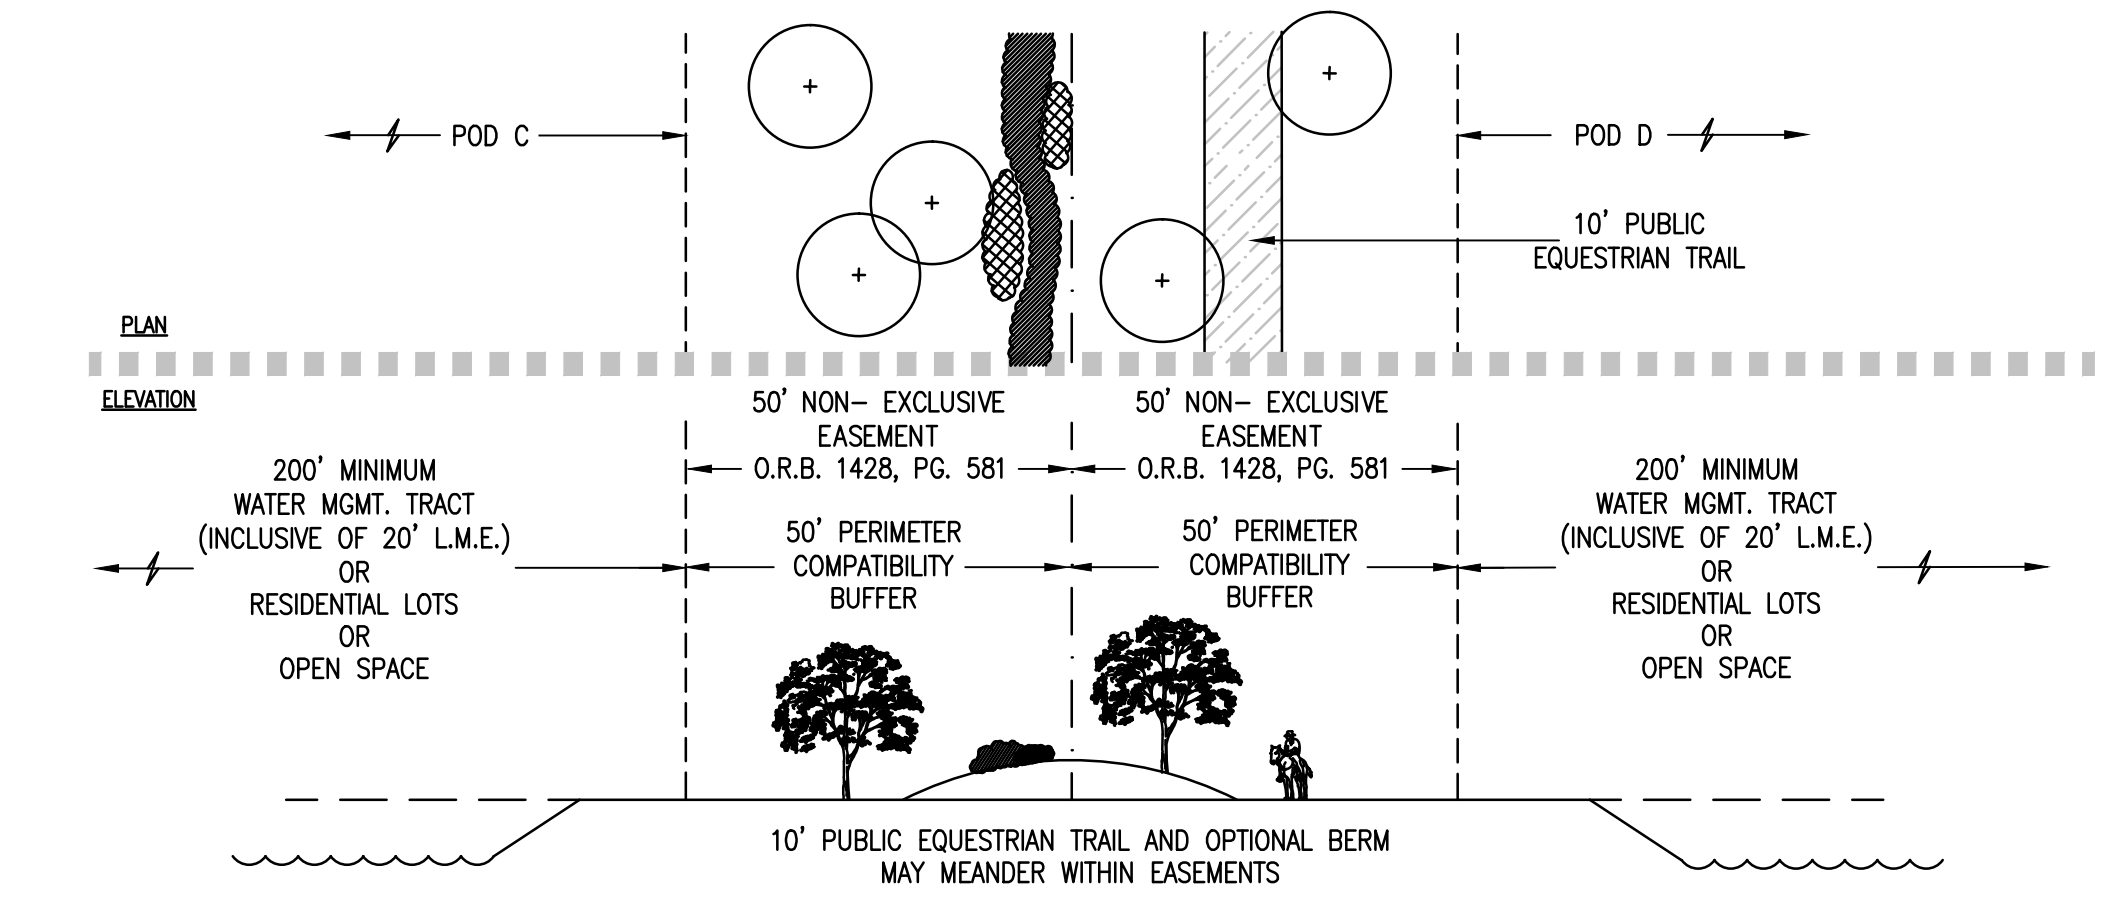 POD C
POD D
10' PUBLIC
EQUESTRIAN TRAIL
PLAN
ELEVATION
50' NON- EXCLUSIVE
EASEMENT
O.R.B. 1428, PG. 581
50' NON- EXCLUSIVE
EASEMENT
O.R.B. 1428, PG. 581
200' MINIMUM
WATER MGMT. TRACT
(INCLUSIVE OF 20' L.M.E.)
OR
RESIDENTIAL LOTS
OR
OPEN SPACE
50' PERIMETER
COMPATIBILITY
BUFFER
50' PERIMETER
COMPATIBILITY
BUFFER
200' MINIMUM
WATER MGMT. TRACT
(INCLUSIVE OF 20' L.M.E.)
OR
RESIDENTIAL LOTS
OR
OPEN SPACE
10' PUBLIC EQUESTRIAN TRAIL AND OPTIONAL BERM
MAY MEANDER WITHIN EASEMENTS